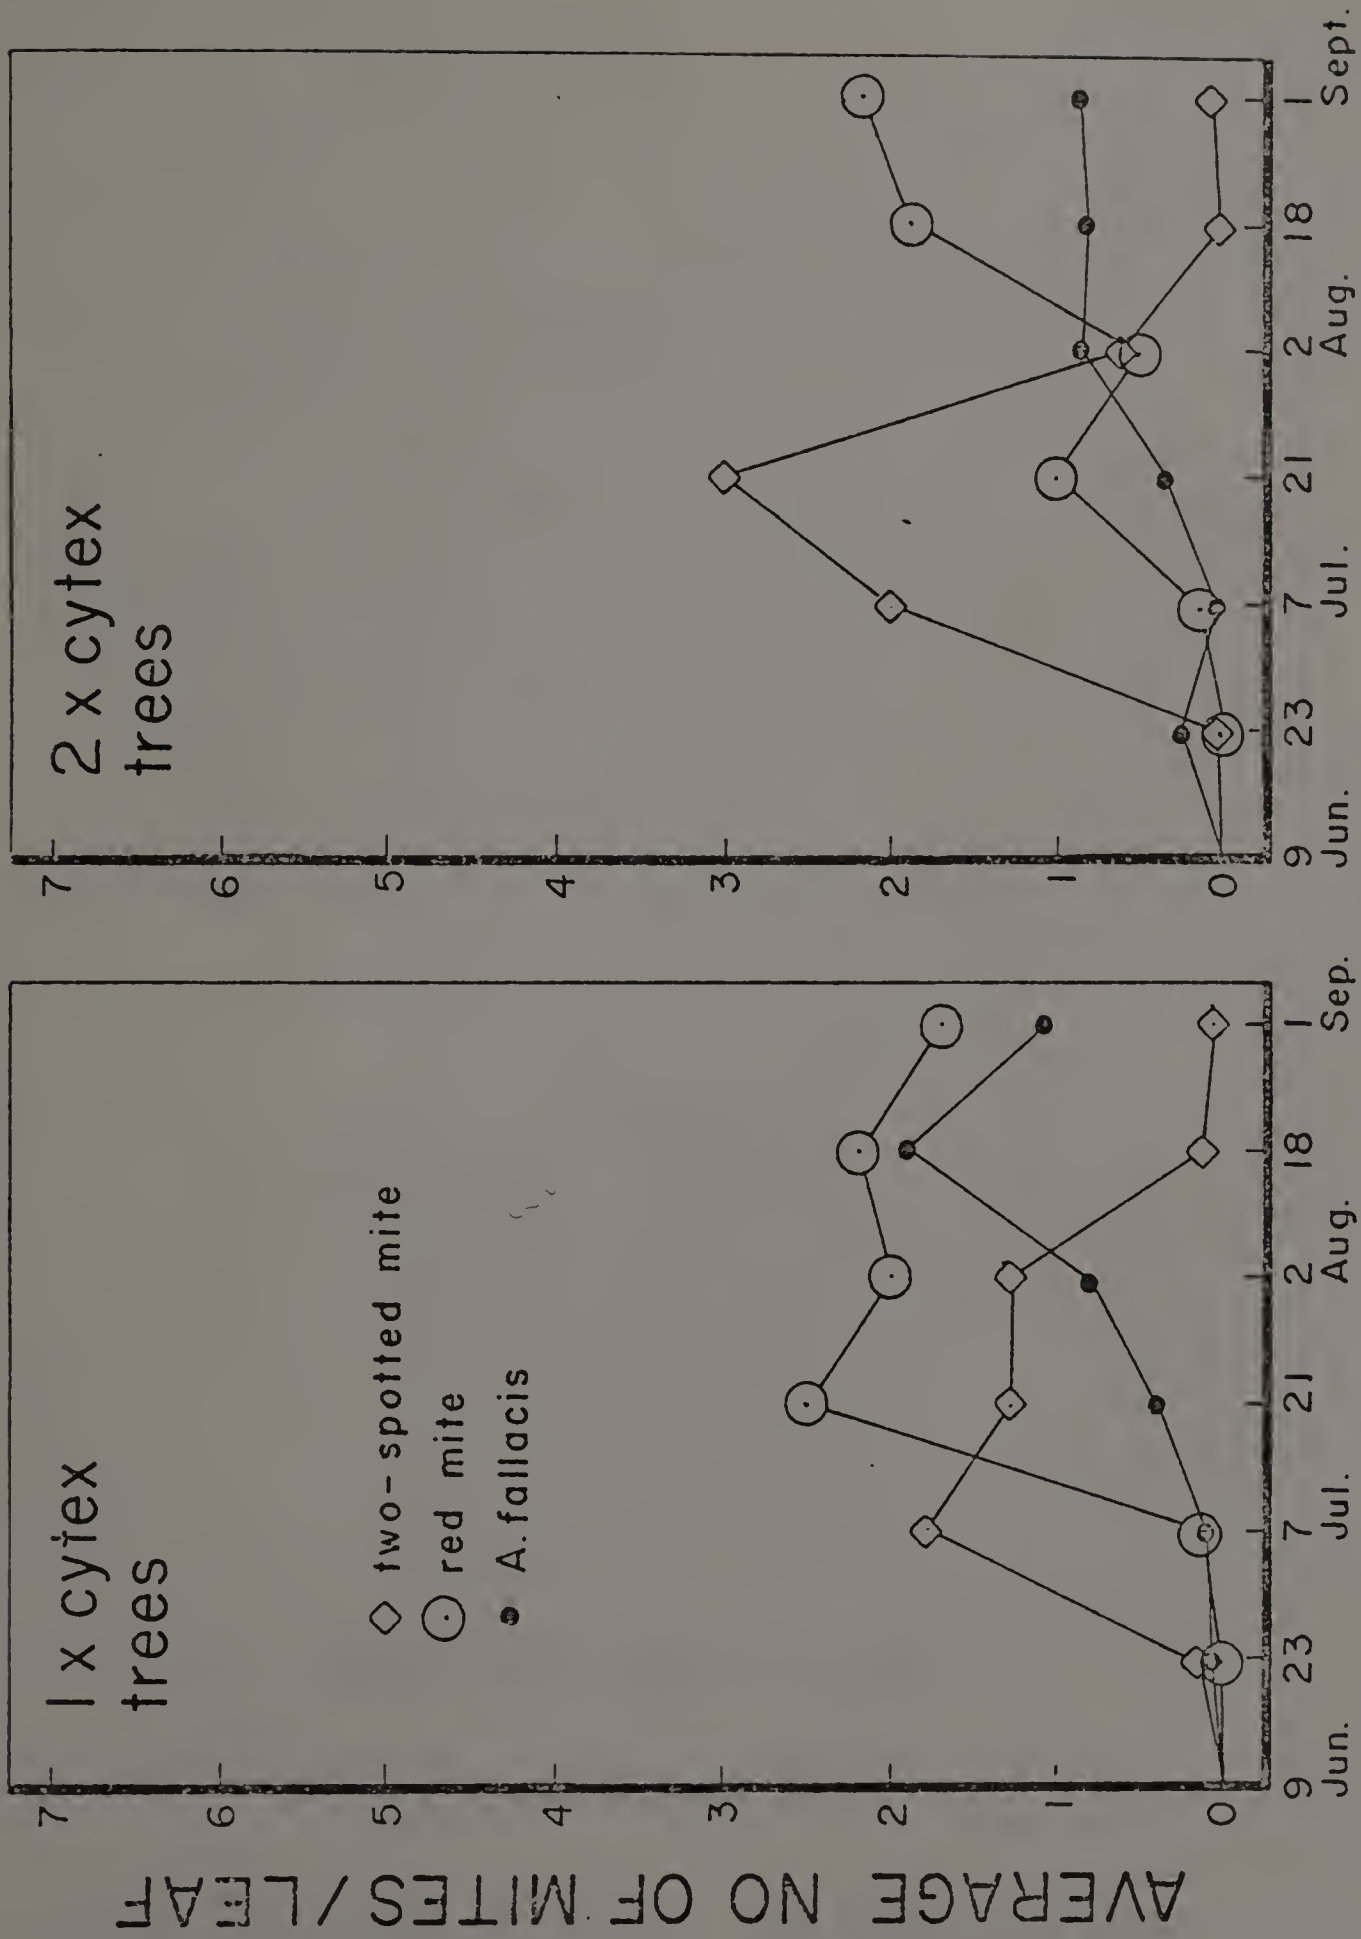 AVERAGE NO OF MITES / LEAF
1 x cytex
trees
two-spotted mite
red mite
A. fallacis
7
6
5
4
3
2
1
0
9 23 7 21 2 18 1
Jun. Jul. Aug. Sep.
2 x cytex
trees
7
6
5
4
3
2
1
0
9 23 7 21 2 18 1
Jun. Jul. Aug. Sept.